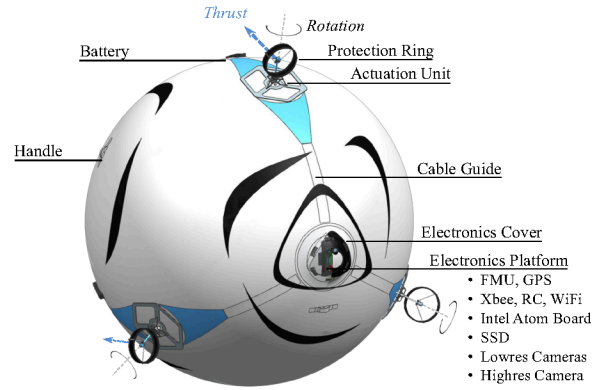 Thrust
Rotation
Battery
Protection Ring
Actuation Unit
Handle
Cable Guide
Electronics Cover
Electronics Platform
• FMU, GPS
• Xbee, RC, WiFi
• Intel Atom Board
• SSD
• Lowres Cameras
• Highres Camera